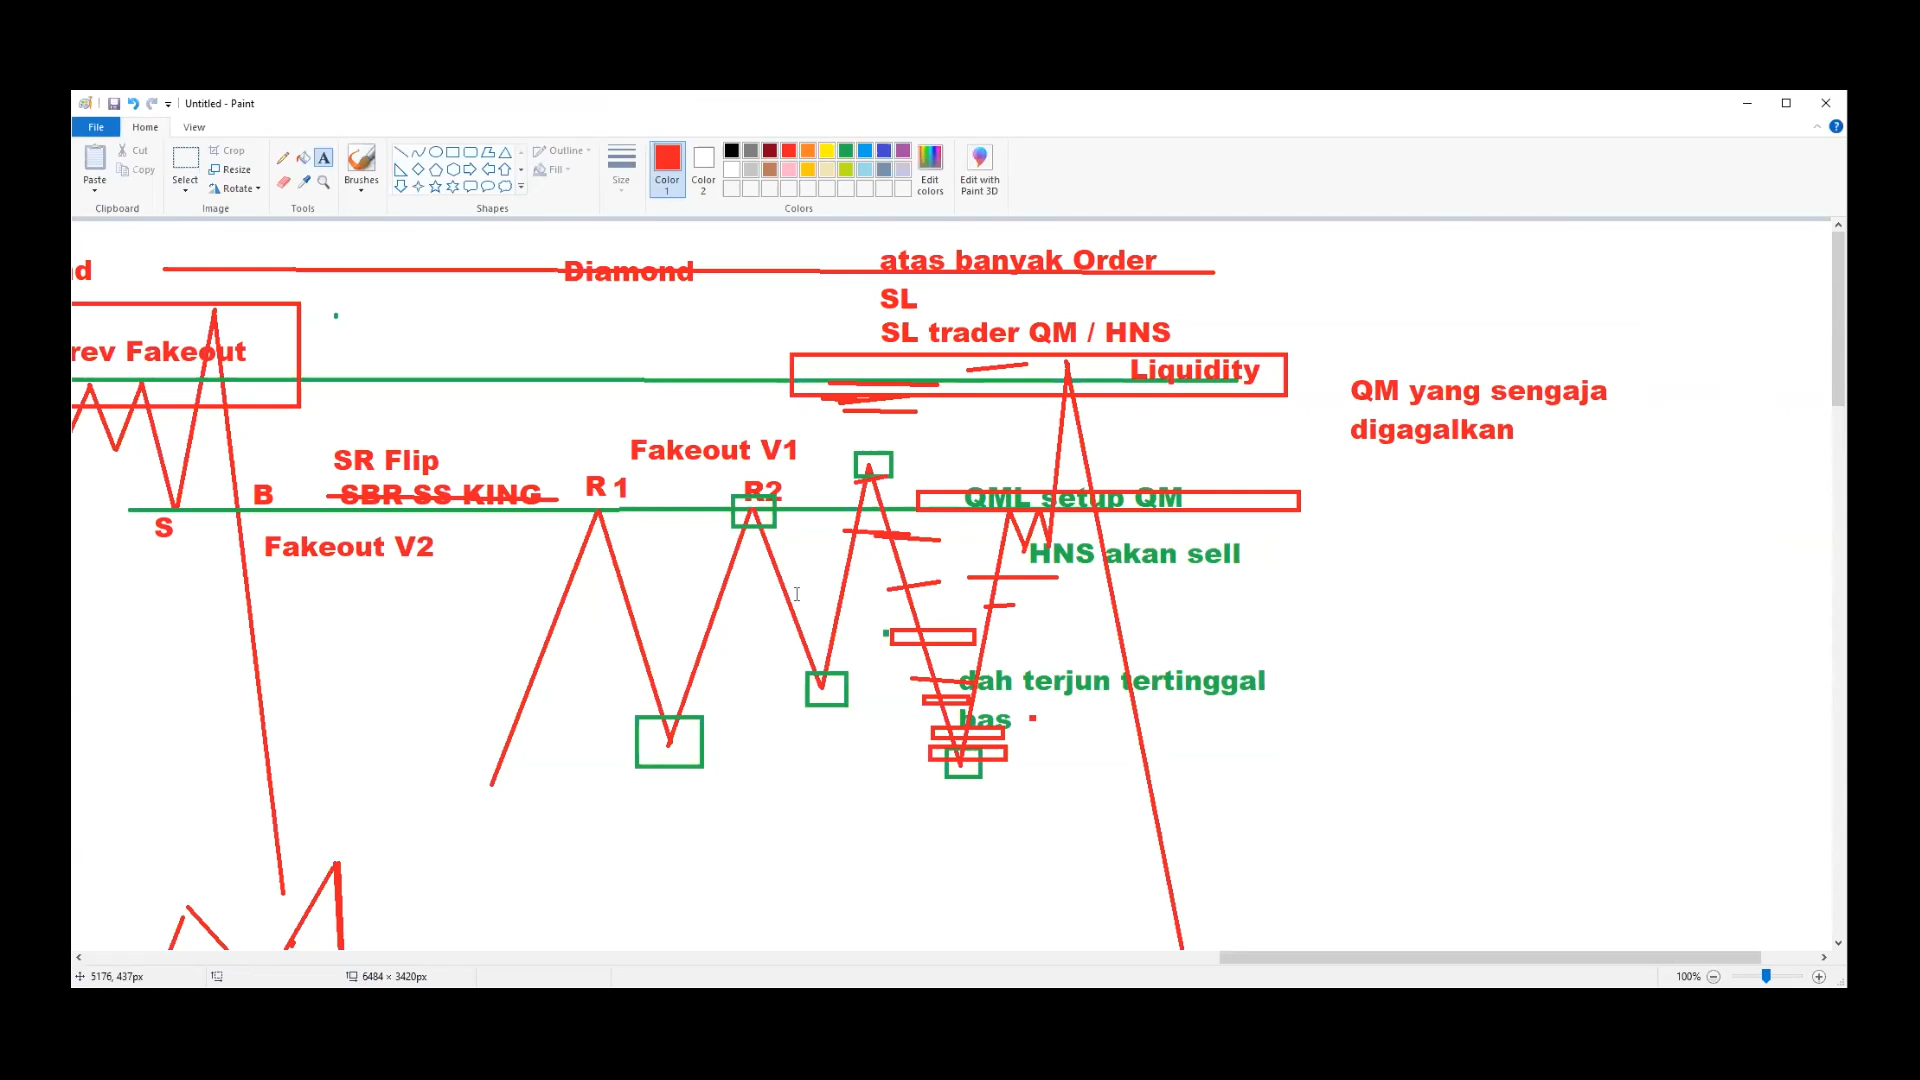 Untitled - Paint
File Home View
Paste
Cut
Copy
Clipboard
Select
Crop
Resize
Rotate
Image
Tools
Brushes
Shapes
Outline
Fill
Size
Color 1
Color 2
Edit colors
Edit with Paint 3D
Colors
d
Diamond
atas banyak Order
SL
SL trader QM / HNS
rev Fakeout
Liquidity
QM yang sengaja
digagalkan
SR Flip
Fakeout V1
B
SBR SS KING
R 1
R2
QML setup QM
S
Fakeout V2
HNS akan sell
dah terjun tertinggal
bas
5176, 437px
6484 × 3420px
100%